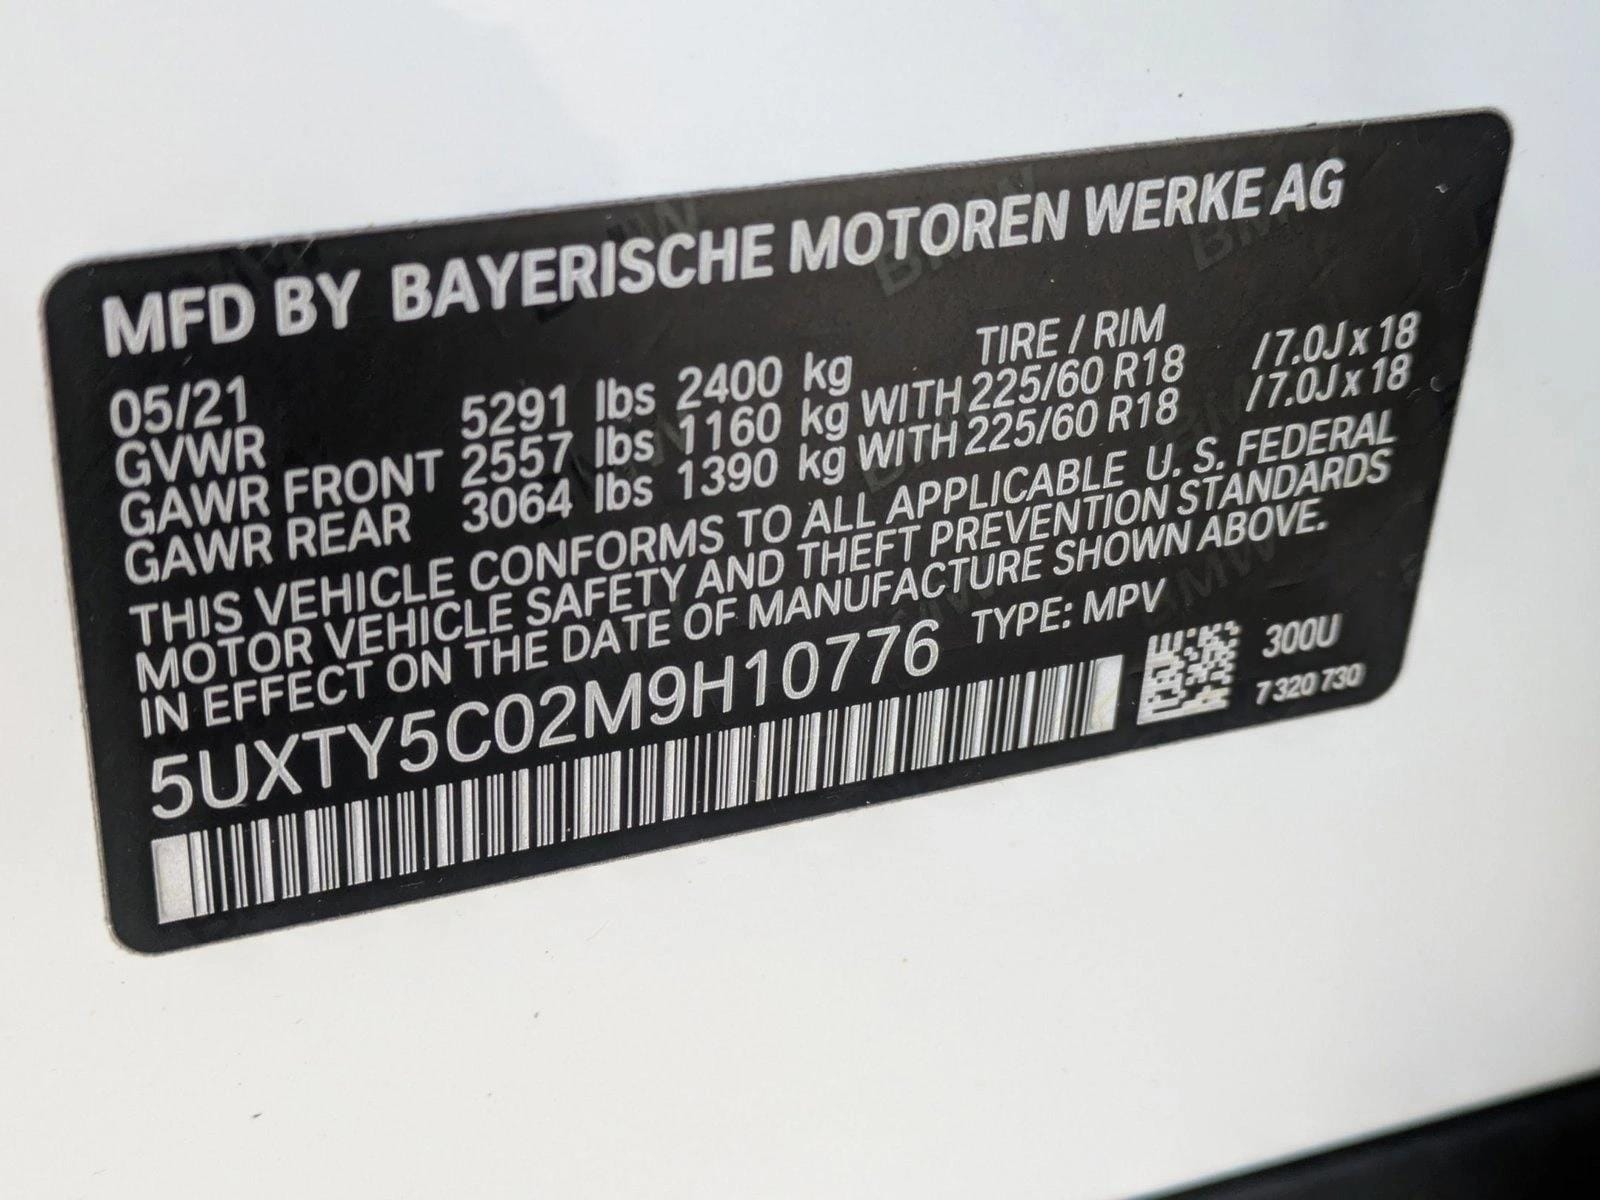 MFD BY BAYERISCHE MOTOREN WERKE AG
05/21 TIRE / RIM
GVWR 5291 lbs 2400 kg
GAWR FRONT 2557 lbs 1160 kg WITH 225/60 R18 /7.0J x 18
GAWR REAR 3064 lbs 1390 kg WITH 225/60 R18 /7.0J x 18
THIS VEHICLE CONFORMS TO ALL APPLICABLE U. S. FEDERAL
MOTOR VEHICLE SAFETY AND THEFT PREVENTION STANDARDS
IN EFFECT ON THE DATE OF MANUFACTURE SHOWN ABOVE.
5UXTY5C02M9H10776 TYPE: MPV
300U
7 320 730